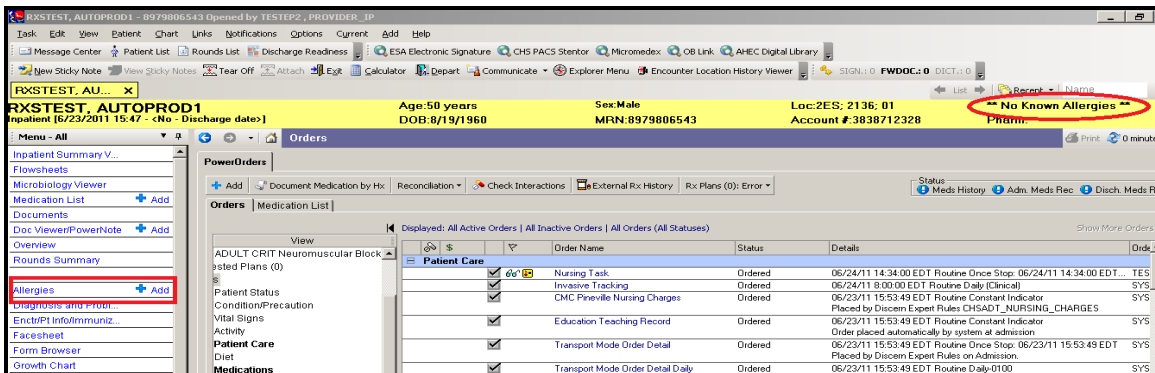 RXSTEST, AUTOPROD1 - 8979806543 Opened by TESTEP2 , PROVIDER_IP
Task Edit View Patient Chart Links Notifications Options Current Add Help
Message Center Patient List Rounds List Discharge Readiness ESA Electronic Signature CHS PACS Stentor Micromedex OB Link AHEC Digital Library
New Sticky Note View Sticky Notes Tear Off Attach Exit Calculator Depart Communicate Explorer Menu Encounter Location History Viewer SIGN.: 0 FWDOC.: 0 DICT.: 0
RXSTEST, AU... List Recent Name
RXSTEST, AUTOPROD1 Age:50 years Sex:Male Loc:2ES; 2136; 01 ** No Known Allergies **
Inpatient [6/23/2011 15:47 - <No - Discharge date>] DOB:8/19/1960 MRN:8979806543 Account #:3838712328 Pharm:
Menu - All Orders Print 0 minute
Inpatient Summary V...
Flowsheets
Microbiology Viewer
Medication List Add
Documents
Doc Viewer/PowerNote Add
Overview
Rounds Summary
Allergies Add
Diagnosis and Probl...
Enctr/Pt Info/Immuniz...
Facesheet
Form Browser
Growth Chart
PowerOrders
Add Document Medication by Hx Reconciliation Check Interactions External Rx History Rx Plans (0): Error
Status
Meds History Adm. Meds Rec Disch. Meds R
Orders Medication List
Displayed: All Active Orders | All Inactive Orders | All Orders (All Statuses) Show More Orders
View
ADULT CRIT Neuromuscular Block
ested Plans (0)
s
Patient Status
Condition/Precaution
Vital Signs
Activity
Patient Care
Diet
Medications
$ Order Name Status Details Orde
Patient Care
Nursing Task Ordered 06/24/11 14:34:00 EDT Routine Once Stop: 06/24/11 14:34:00 EDT... TES
Invasive Tracking Ordered 06/24/11 8:00:00 EDT Routine Daily (Clinical) SYS
CMC Pineville Nursing Charges Ordered 06/23/11 15:53:49 EDT Routine Constant Indicator SYS
Placed by Discern Expert Rules CHSADT_NURSING_CHARGES
Education Teaching Record Ordered 06/23/11 15:53:49 EDT Routine Constant Indicator SYS
Order placed automatically by system at admission
Transport Mode Order Detail Ordered 06/23/11 15:53:49 EDT Routine Once Stop: 06/23/11 15:53:49 EDT SYS
Placed by Discern Expert Rules on Admission.
Transport Mode Order Detail Daily Ordered 06/23/11 15:53:49 EDT Routine Daily-0100 SYS